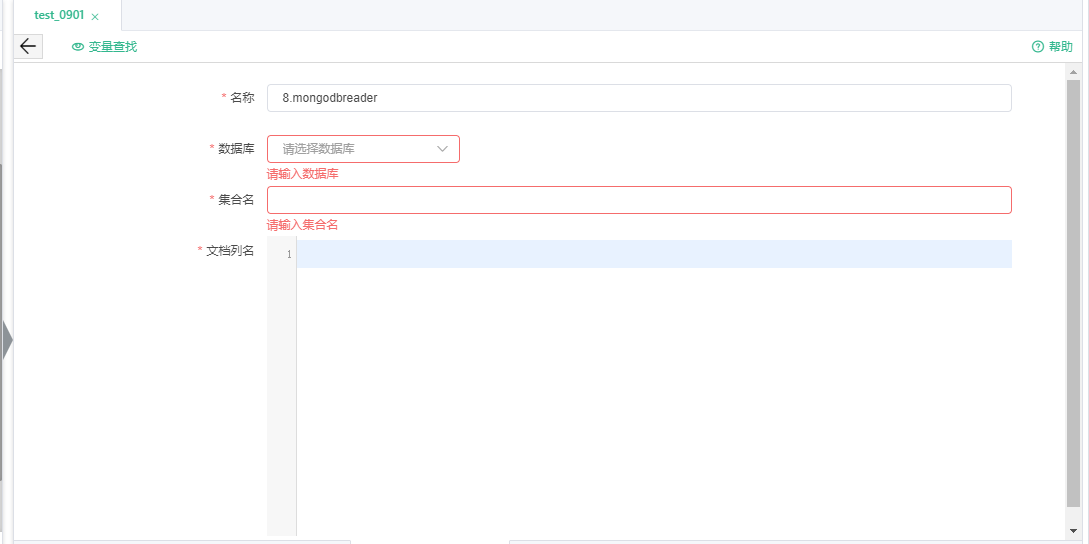 test_0901
变量查找
帮助
* 名称
8.mongodbreader
* 数据库
请选择数据库
请输入数据库
* 集合名
请输入集合名
* 文档列名
1